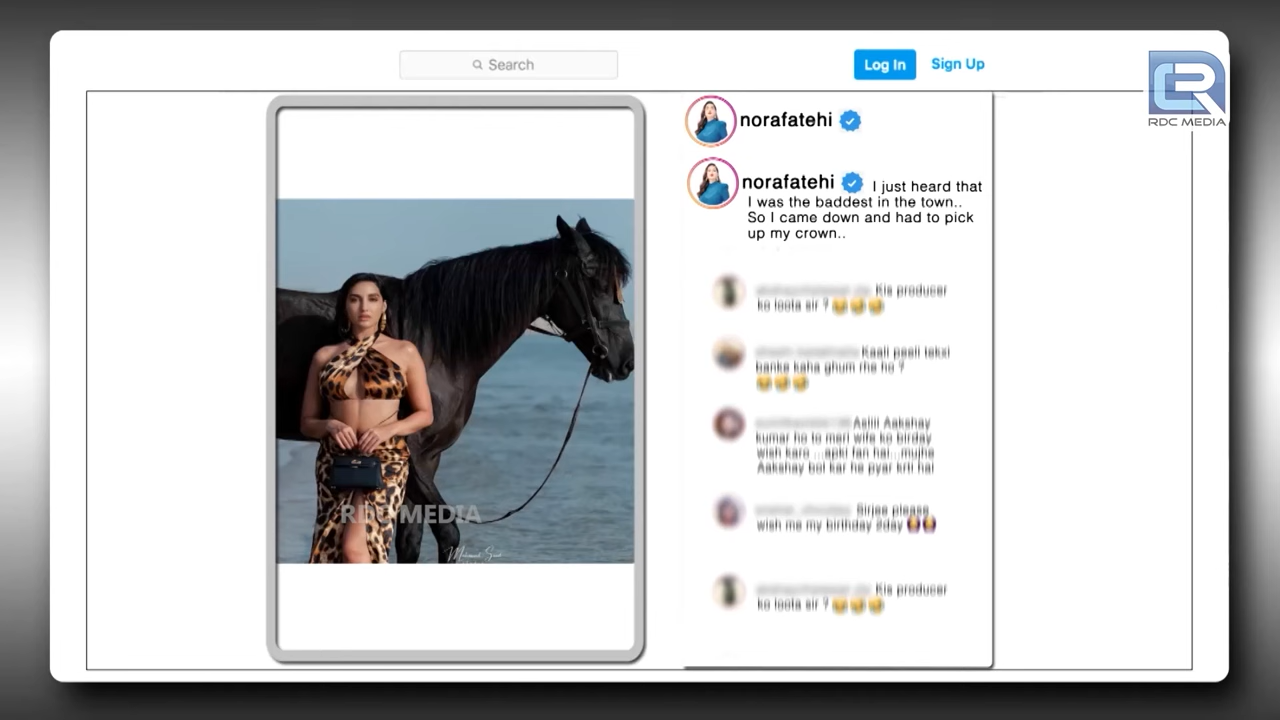 Search
Log In
Sign Up
RDC MEDIA
norafatehi
norafatehi I just heard that
I was the baddest in the town..
So I came down and had to pick
up my crown..
Kis producer
ko loota sir ? 😂😂😂
Kaali peeli
banke kaha ghum rhe ho ?
😂😂😂
Aakshay
kumar ho to meri wife ko birday
wish karo ...apki fan hai...mujhe
Aakshay bol kar he pyar krti hai
Sirjee please
wish me my birthday 2day
Kis producer
ko loota sir ? 😂😂😂
RDC MEDIA